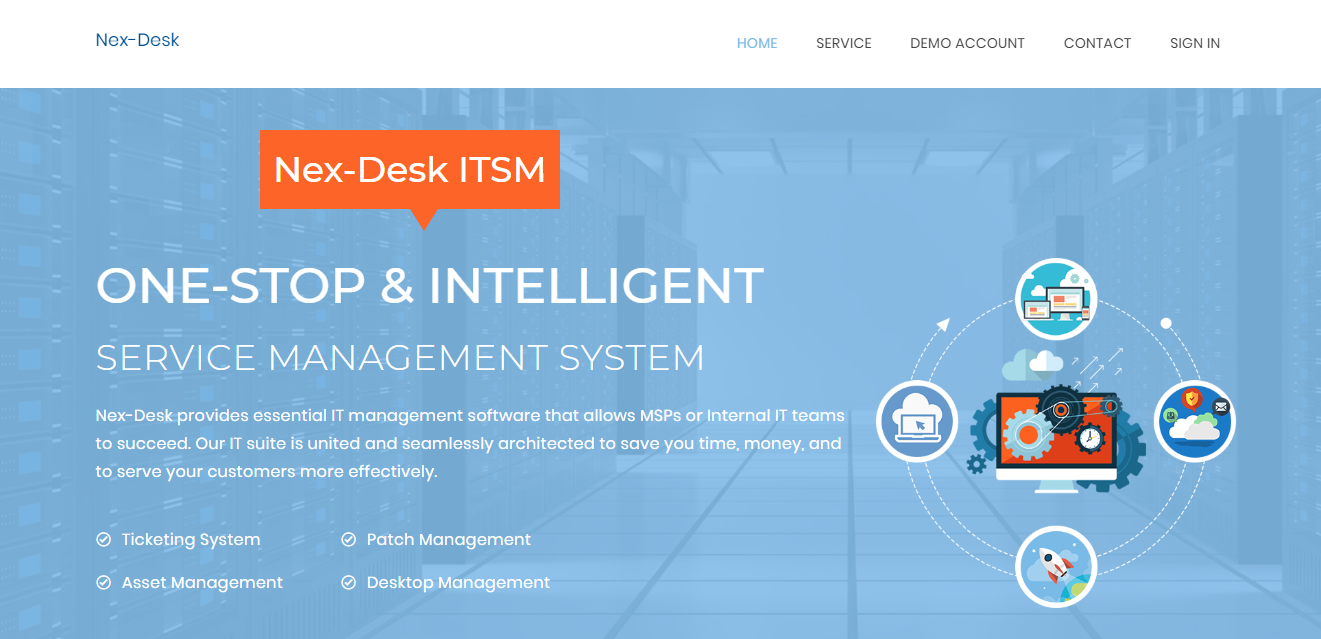 Nex-Desk
HOME
SERVICE
DEMO ACCOUNT
CONTACT
SIGN IN
Nex-Desk ITSM
ONE-STOP & INTELLIGENT
SERVICE MANAGEMENT SYSTEM
Nex-Desk provides essential IT management software that allows MSPs or Internal IT teams
to succeed. Our IT suite is united and seamlessly architected to save you time, money, and
to serve your customers more effectively.
Ticketing System
Patch Management
Asset Management
Desktop Management